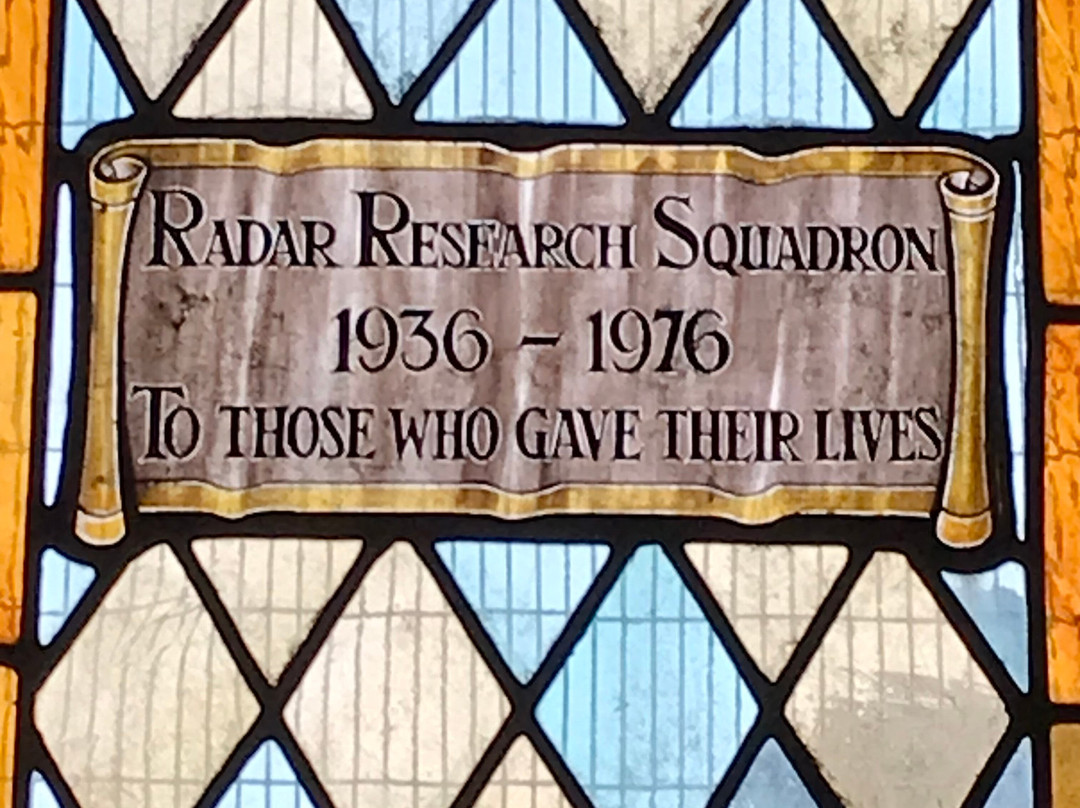 Radar Research Squadron
1936 - 1976
To those who gave their lives